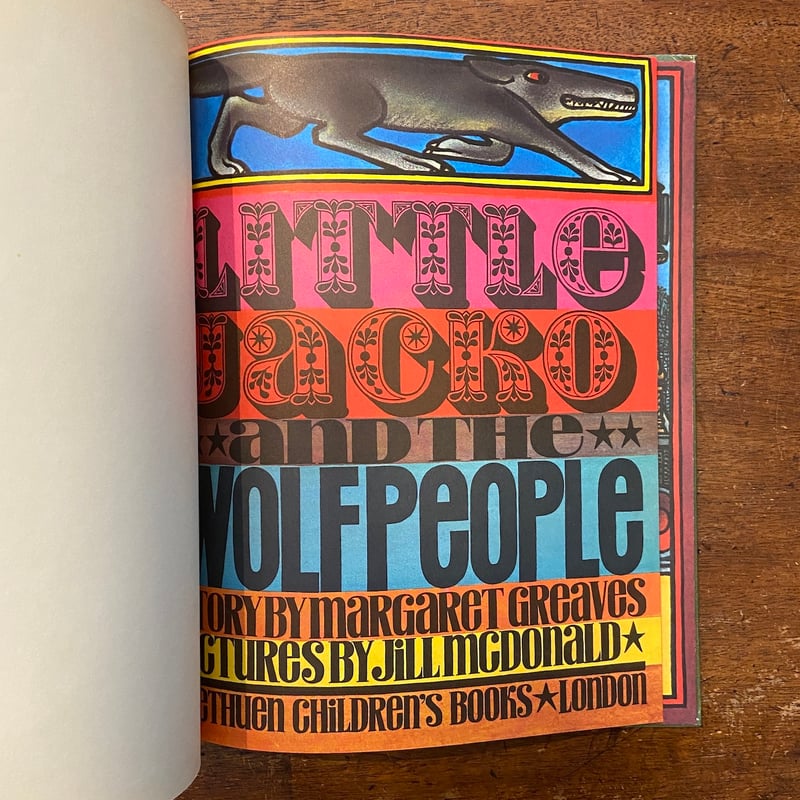 LITTLE
Jacko
★and THE★★
WOLFPeOPLe
TORY BY MARGARET GReaves
CTURES BY JiLL McDONALD★
eTHUEN CHiLDREN'S BOOKS★LONDON